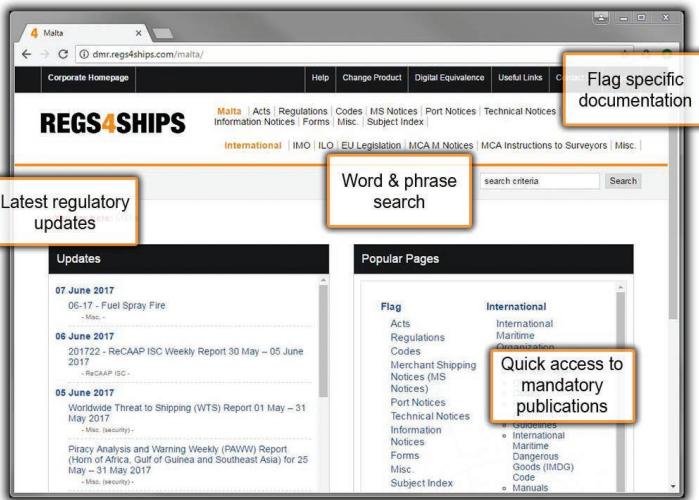 4 Malta
dmr.regs4ships.com/malta/
Corporate Homepage
Help
Change Product
Digital Equivalence
Useful Links
Flag specific
documentation
REGS4SHIPS
Malta | Acts | Regulations | Codes | MS Notices | Port Notices | Technical Notices
Information Notices | Forms | Misc. | Subject Index |
International | IMO | ILO | EU Legislation | MCA M Notices | MCA Instructions to Surveyors | Misc. |
Word & phrase
search
search criteria
Search
Latest regulatory
updates
Updates
07 June 2017
06-17 - Fuel Spray Fire
- Misc. -
06 June 2017
201722 - ReCAAP ISC Weekly Report 30 May – 05 June
2017
- ReCAAP ISC -
05 June 2017
Worldwide Threat to Shipping (WTS) Report 01 May – 31
May 2017
- Misc. (security) -
Piracy Analysis and Warning Weekly (PAWW) Report
(Horn of Africa, Gulf of Guinea and Southeast Asia) for 25
May – 31 May 2017
- Misc. (security) -
Popular Pages
Flag
Acts
Regulations
Codes
Merchant Shipping
Notices (MS
Notices)
Port Notices
Technical Notices
Information
Notices
Forms
Misc.
Subject Index
International
International
Maritime
Organization
Quick access to
mandatory
publications
Guidelines
International
Maritime
Dangerous
Goods (IMDG)
Code
Manuals